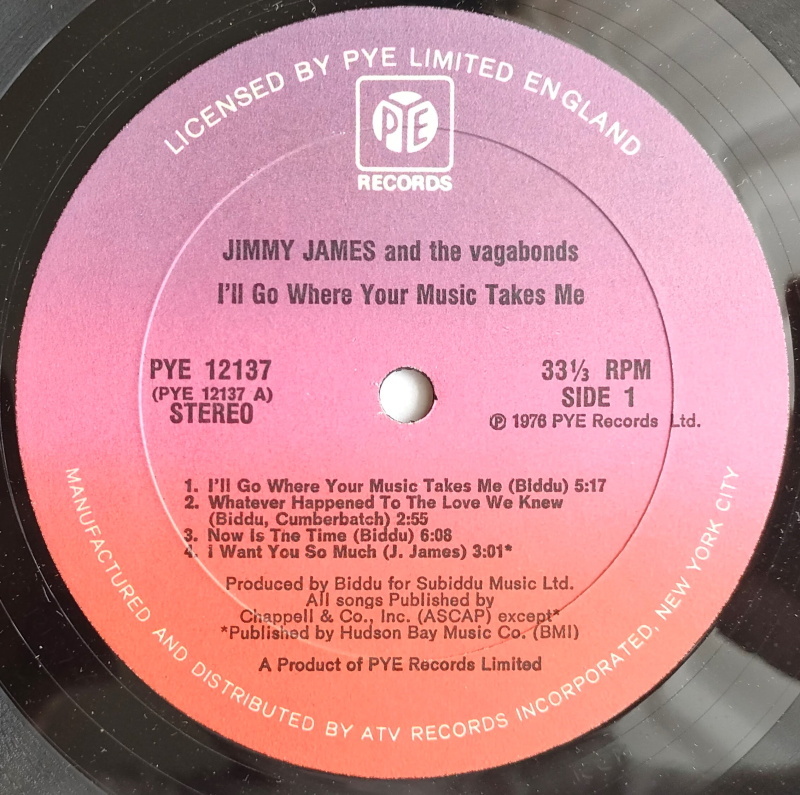 LICENSED BY PYE LIMITED ENGLAND
PYE
RECORDS
JIMMY JAMES and the vagabonds
I'll Go Where Your Music Takes Me
PYE 12137
(PYE 12137 A)
STEREO
33⅓ RPM
SIDE 1
℗ 1976 PYE Records Ltd.
1. I'll Go Where Your Music Takes Me (Biddu) 5:17
2. Whatever Happened To The Love We Knew
(Biddu, Cumberbatch) 2:55
3. Now Is The Time (Biddu) 6:08
4. I Want You So Much (J. James) 3:01*
Produced by Biddu for Subiddu Music Ltd.
All songs Published by
Chappell & Co., Inc. (ASCAP) except*
*Published by Hudson Bay Music Co. (BMI)
A Product of PYE Records Limited
MANUFACTURED AND DISTRIBUTED BY ATV RECORDS INCORPORATED, NEW YORK CITY